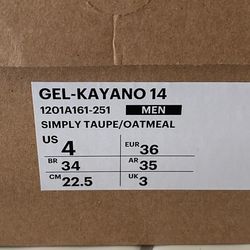 GEL-KAYANO 14
1201A161-251 MEN
SIMPLY TAUPE/OATMEAL
US 4 EUR 36
BR 34 AR 35
CM 22.5 UK 3